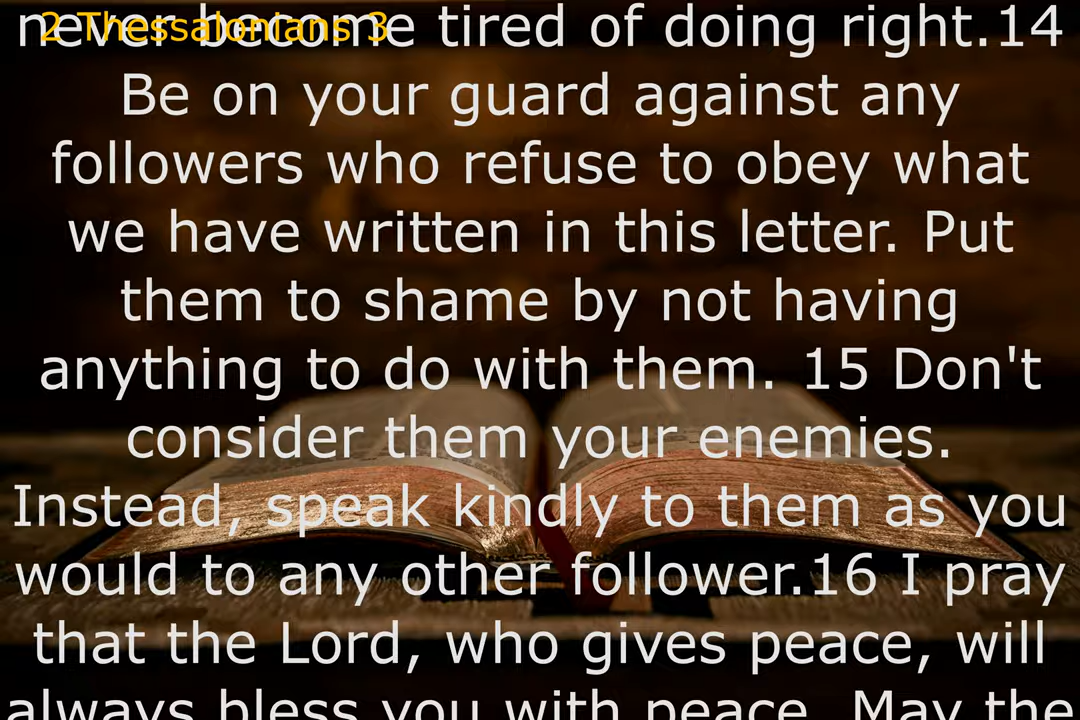 2 Thessalonians 3
never become tired of doing right.14
Be on your guard against any
followers who refuse to obey what
we have written in this letter. Put
them to shame by not having
anything to do with them. 15 Don't
consider them your enemies.
Instead, speak kindly to them as you
would to any other follower.16 I pray
that the Lord, who gives peace, will
always bless you with peace. May the